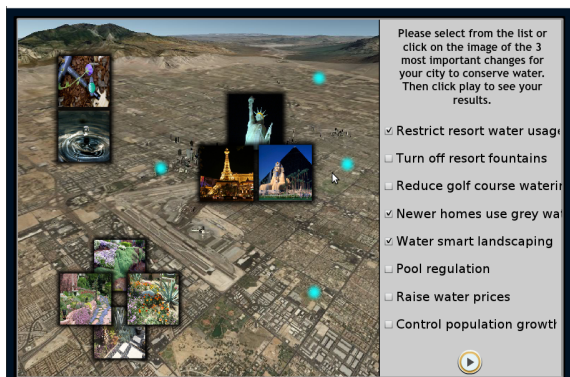 Please select from the list or
click on the image of the 3
most important changes for
your city to conserve water.
Then click play to see your
results.
Restrict resort water usage
Turn off resort fountains
Reduce golf course waterin
Newer homes use grey wat
Water smart landscaping
Pool regulation
Raise water prices
Control population growth